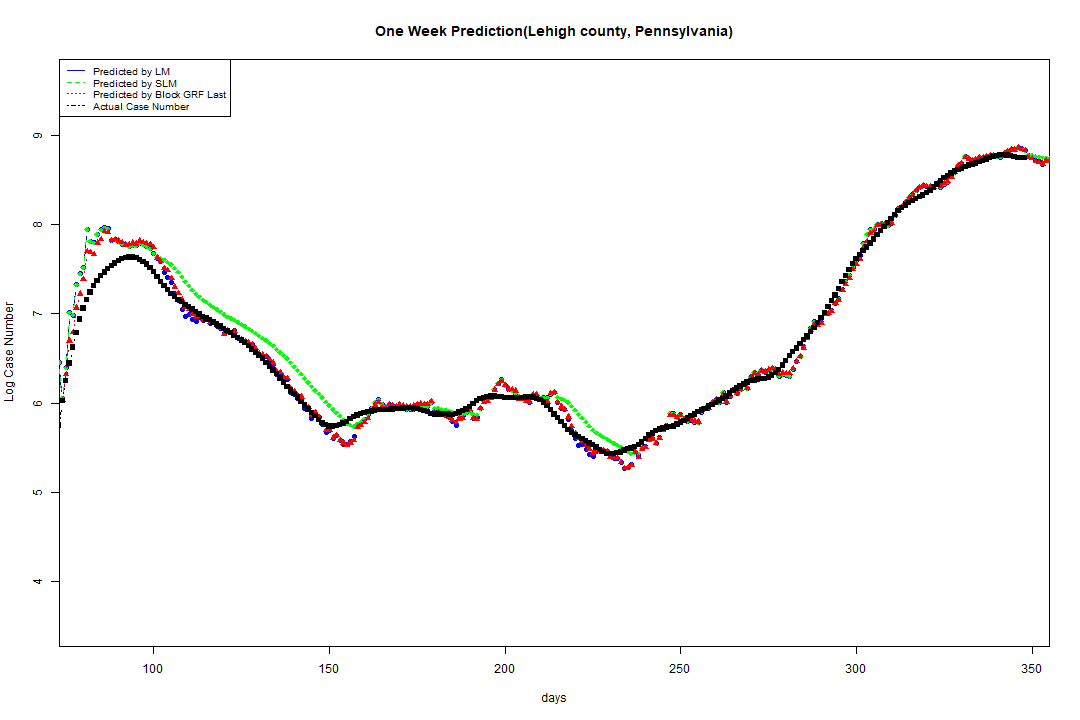 One Week Prediction(Lehigh county, Pennsylvania)
Predicted by LM
Predicted by SLM
Predicted by Block GRF Last
Actual Case Number
9
8
7
6
5
4
Log Case Number
100 150 200 250 300 350
days